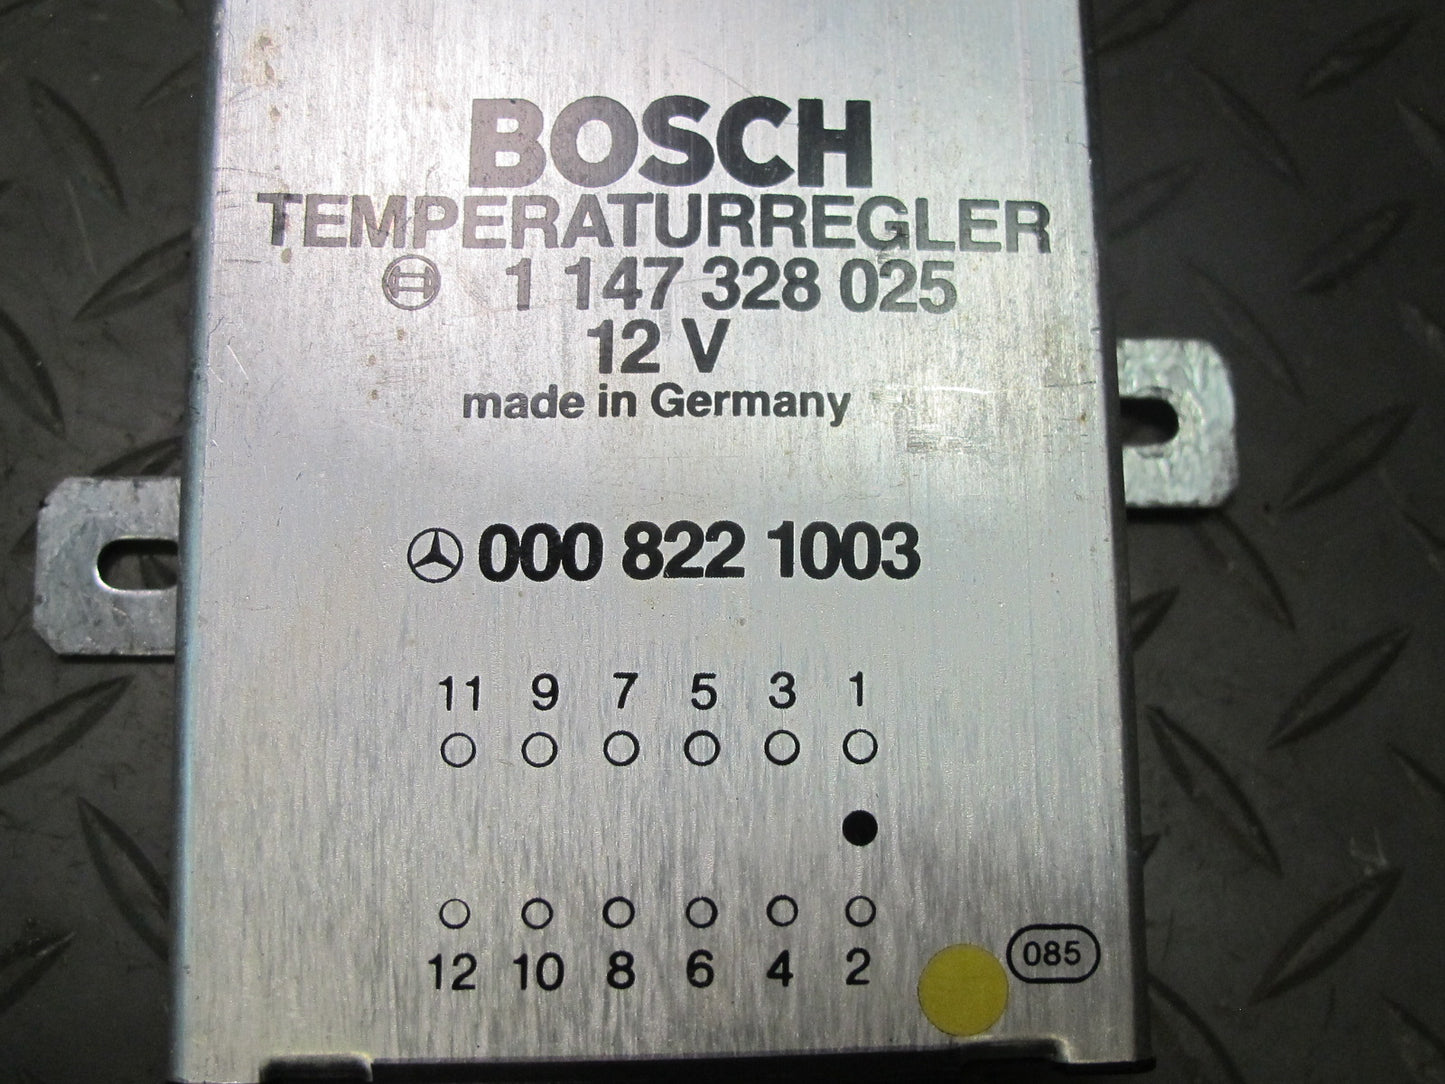 BOSCH
TEMPERATURREGLER
1 147 328 025
12 V
made in Germany
000 822 1003
11 9 7 5 3 1
12 10 8 6 4 2
085